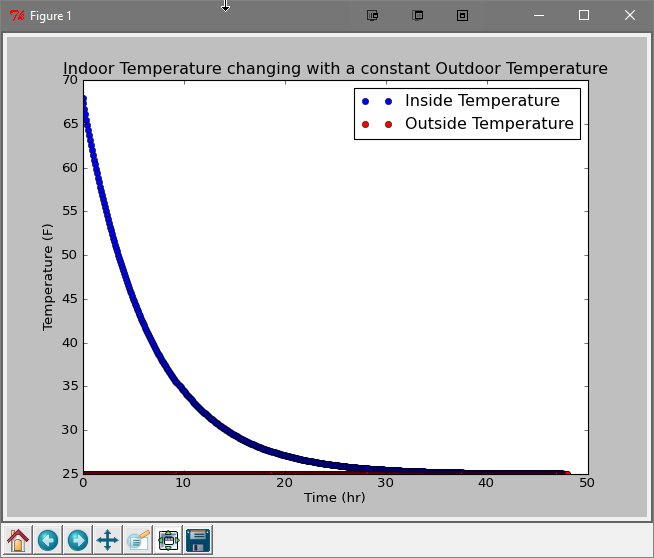 Figure 1
Indoor Temperature changing with a constant Outdoor Temperature
Inside Temperature
Outside Temperature
Temperature (F)
70
65
60
55
50
45
40
35
30
25
0 10 20 30 40 50
Time (hr)